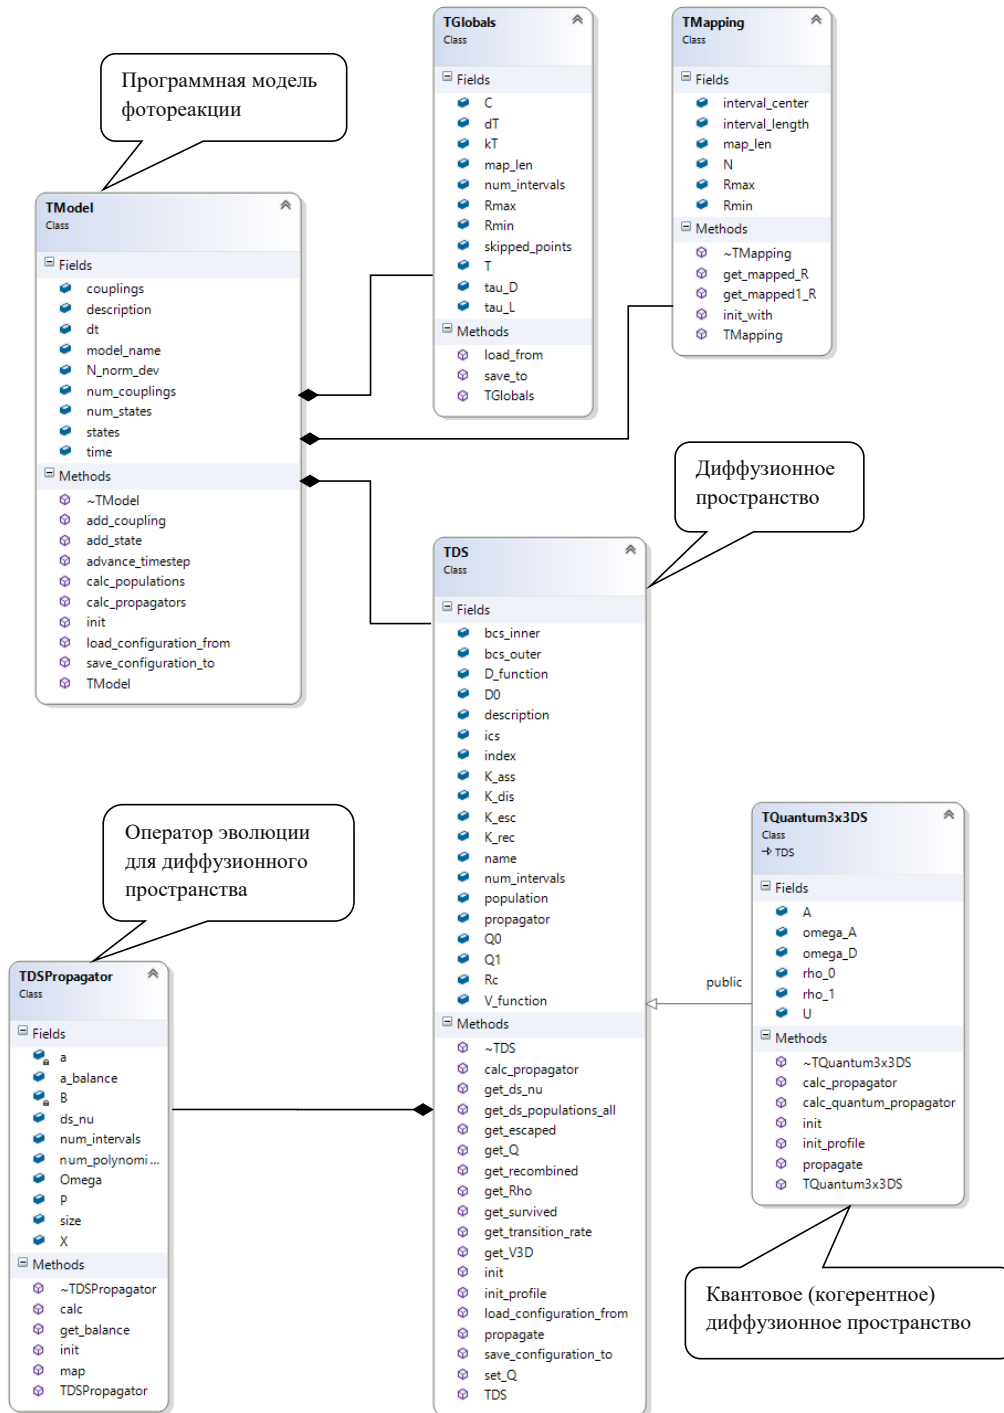 TGlobals
Class
Fields
C
dT
kT
map_len
num_intervals
Rmax
Rmin
skipped_points
T
tau_D
tau_L
Methods
load_from
save_to
TGlobals
TMapping
Class
Fields
interval_center
interval_length
map_len
N
Rmax
Rmin
Methods
~TMapping
get_mapped_R
get_mapped1_R
init_with
TMapping
Программная модель
фотореакции
TModel
Class
Fields
couplings
description
dt
model_name
N_norm_dev
num_couplings
num_states
states
time
Methods
~TModel
add_coupling
add_state
advance_timestep
calc_populations
calc_propagators
init
load_configuration_from
save_configuration_to
TModel
Диффузионное
пространство
TDS
Class
Fields
bcs_inner
bcs_outer
D_function
D0
description
ics
index
K_ass
K_dis
K_esc
K_rec
name
num_intervals
population
propagator
Q0
Q1
Rc
V_function
Methods
~TDS
calc_propagator
get_ds_nu
get_ds_populations_all
get_escaped
get_Q
get_recombined
get_Rho
get_survived
get_transition_rate
get_V3D
init
init_profile
load_configuration_from
propagate
save_configuration_to
set_Q
TDS
Оператор эволюции
для диффузионного
пространства
TDSPropagator
Class
Fields
a
a_balance
B
ds_nu
num_intervals
num_polynomi...
Omega
P
size
X
Methods
~TDSPropagator
calc
get_balance
init
map
TDSPropagator
public
TQuantum3x3DS
Class
TDS
Fields
A
omega_A
omega_D
rho_0
rho_1
U
Methods
~TQuantum3x3DS
calc_propagator
calc_quantum_propagator
init
init_profile
propagate
TQuantum3x3DS
Квантовое (когерентное)
диффузионное пространство